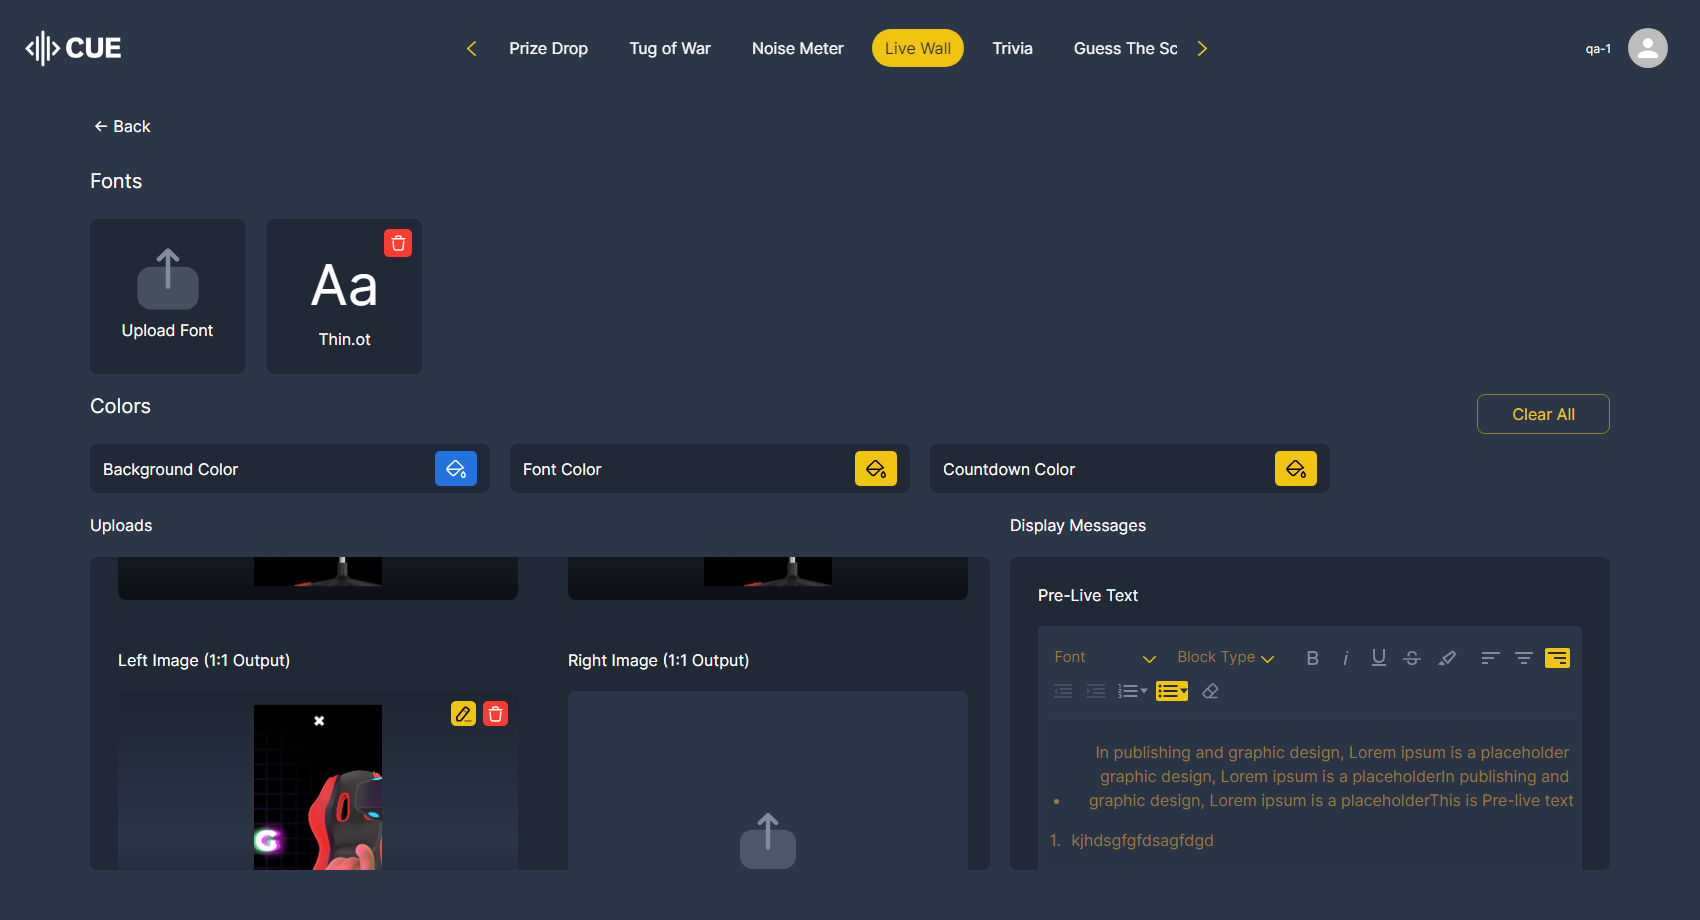 CUE
Prize Drop
Tug of War
Noise Meter
Live Wall
Trivia
Guess The Sc
qa-1
← Back
Fonts
Upload Font
Aa
Thin.ot
Colors
Clear All
Background Color
Font Color
Countdown Color
Uploads
Display Messages
Left Image (1:1 Output)
Right Image (1:1 Output)
G
Pre-Live Text
Font
Block Type
B
i
U
S
In publishing and graphic design, Lorem ipsum is a placeholder
graphic design, Lorem ipsum is a placeholderIn publishing and
• graphic design, Lorem ipsum is a placeholderThis is Pre-live text
1. kjhdsgfgfdsagfdgd